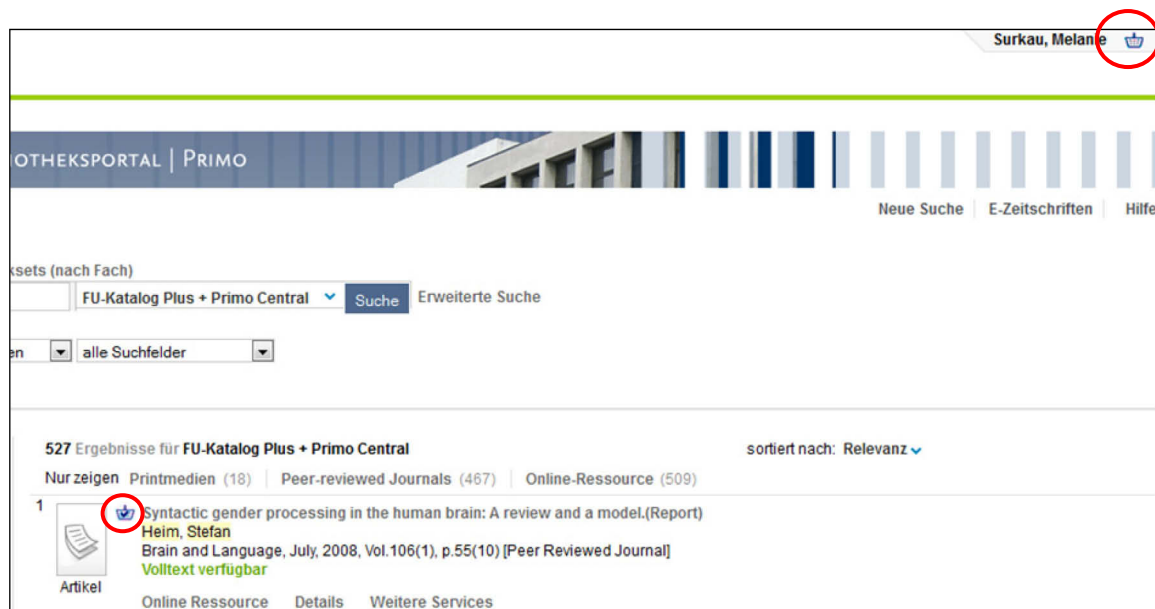 Surkau, Melanie
OTHEKSPORTAL | PRIMO
Neue Suche | E-Zeitschriften | Hilfe
ksets (nach Fach)
FU-Katalog Plus + Primo Central Suche Erweiterte Suche
en alle Suchfelder
527 Ergebnisse für FU-Katalog Plus + Primo Central sortiert nach: Relevanz
Nur zeigen Printmedien (18) | Peer-reviewed Journals (467) | Online-Ressource (509)
1 Syntactic gender processing in the human brain: A review and a model.(Report)
Heim, Stefan
Brain and Language, July, 2008, Vol.106(1), p.55(10) [Peer Reviewed Journal]
Volltext verfügbar
Artikel
Online Ressource Details Weitere Services